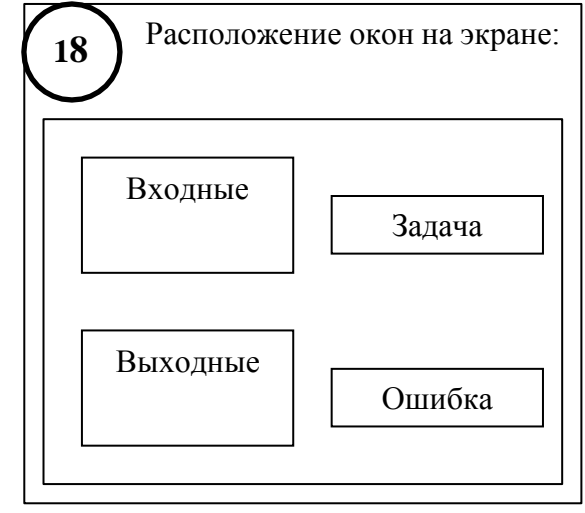 18
Расположение окон на экране:
Входные
Задача
Выходные
Ошибка